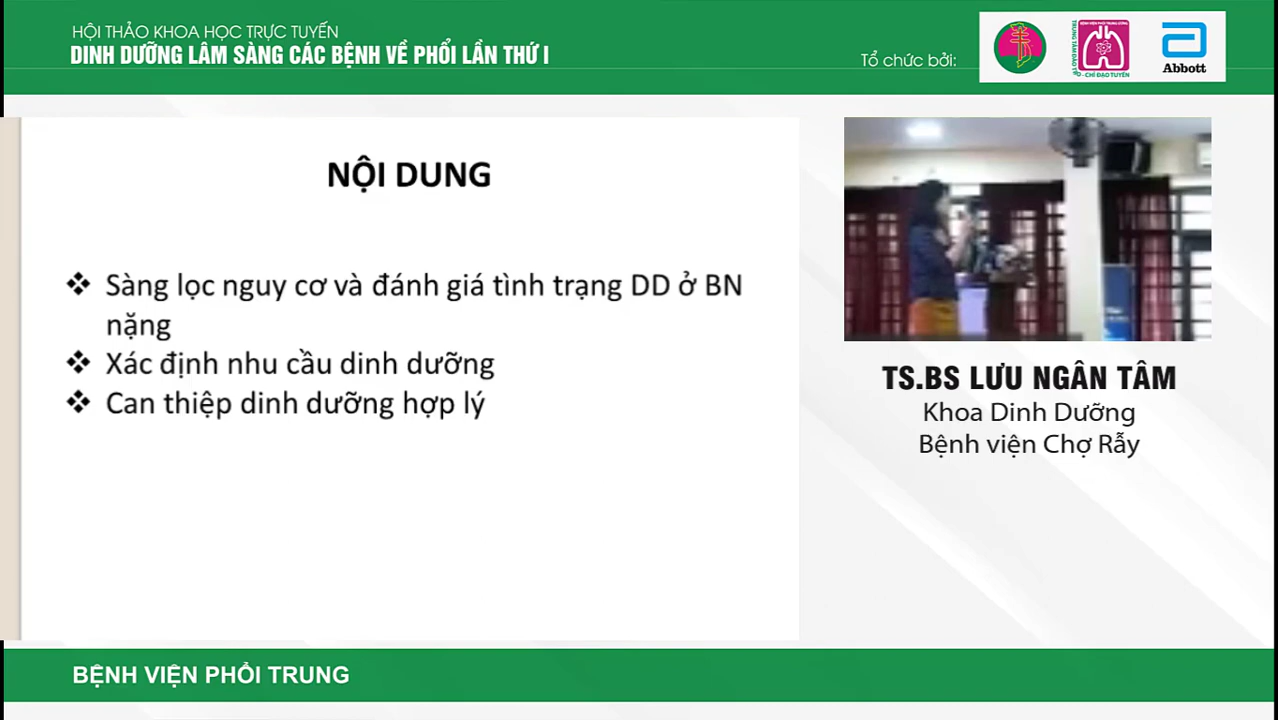 HỘI THẢO KHOA HỌC TRỰC TUYẾN
DINH DƯỠNG LÂM SÀNG CÁC BỆNH VỀ PHỔI LẦN THỨ I
Tổ chức bởi:
Abbott
NỘI DUNG
❖ Sàng lọc nguy cơ và đánh giá tình trạng DD ở BN
nặng
❖ Xác định nhu cầu dinh dưỡng
❖ Can thiệp dinh dưỡng hợp lý
TS.BS LƯU NGÂN TÂM
Khoa Dinh Dưỡng
Bệnh viện Chợ Rẫy
BỆNH VIỆN PHỔI TRUNG